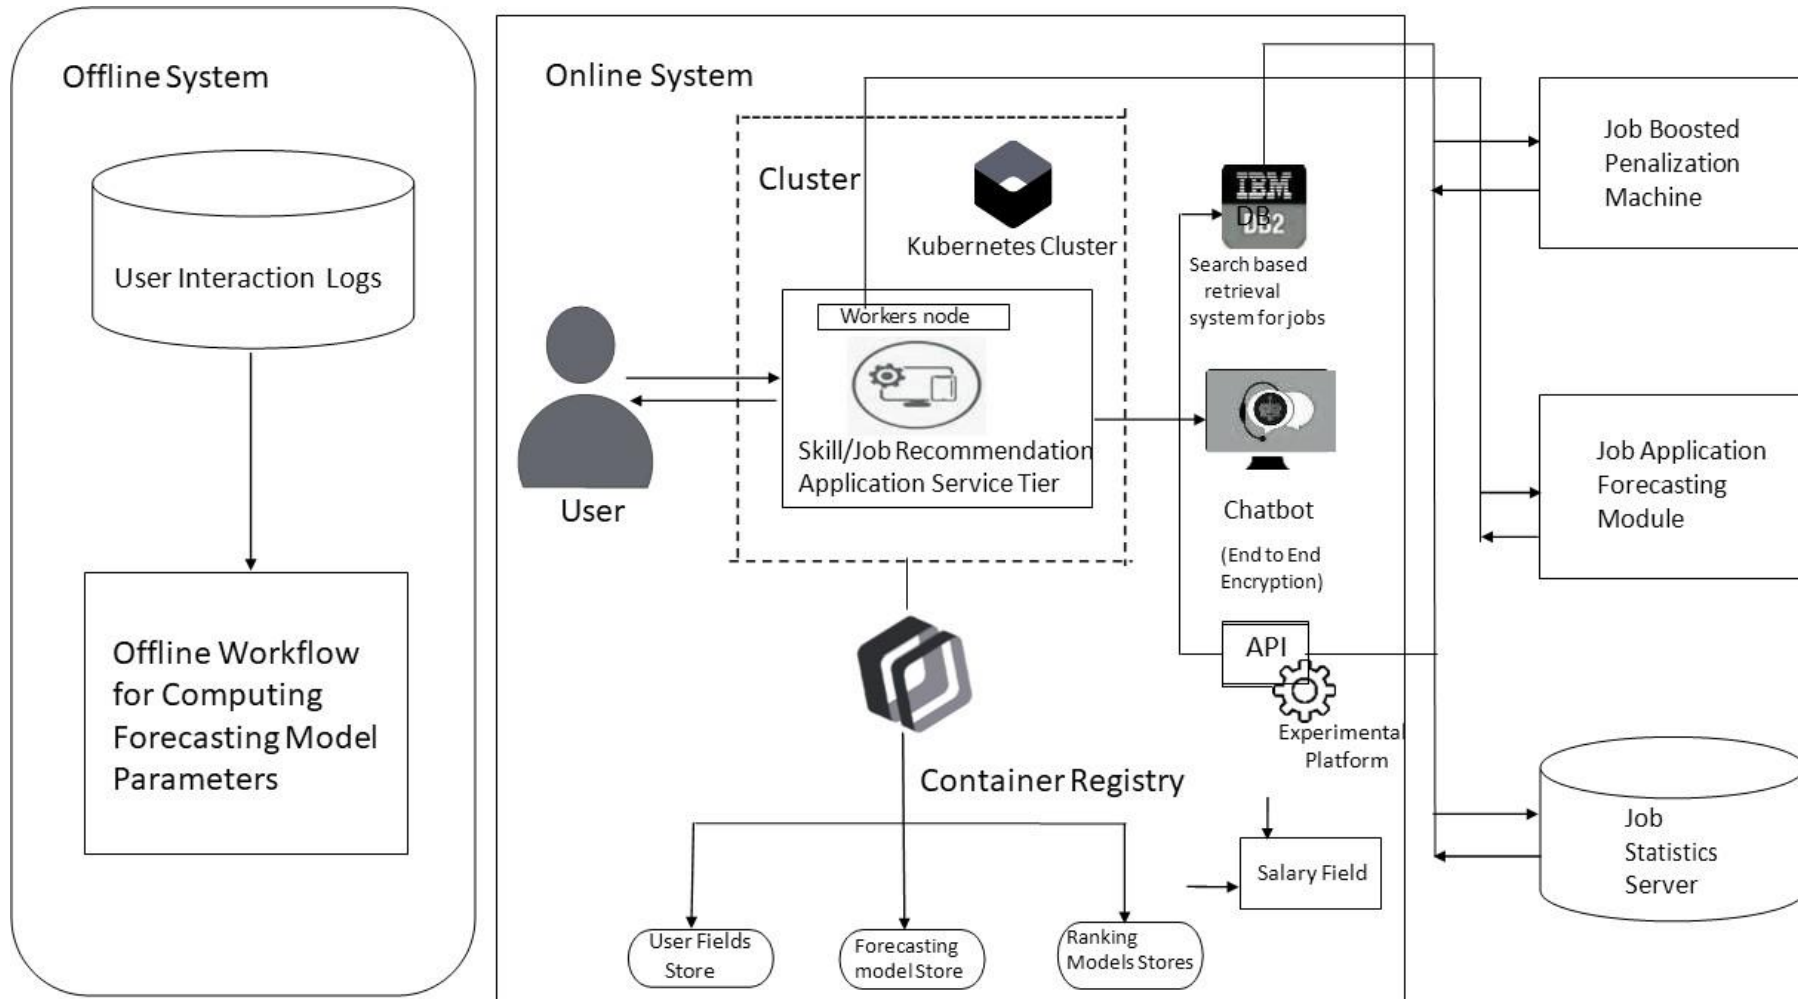 Offline System
User Interaction Logs
Offline Workflow
for Computing
Forecasting Model
Parameters
Online System
Cluster
Kubernetes Cluster
Workers node
Skill/Job Recommendation
Application Service Tier
User
IBM
DB
DB2
Search based
retrieval
system for jobs
Chatbot
(End to End
Encryption)
API
Experimental
Platform
Container Registry
Salary Field
User Fields
Store
Forecasting
model Store
Ranking
Models Stores
Job Boosted
Penalization
Machine
Job Application
Forecasting
Module
Job
Statistics
Server